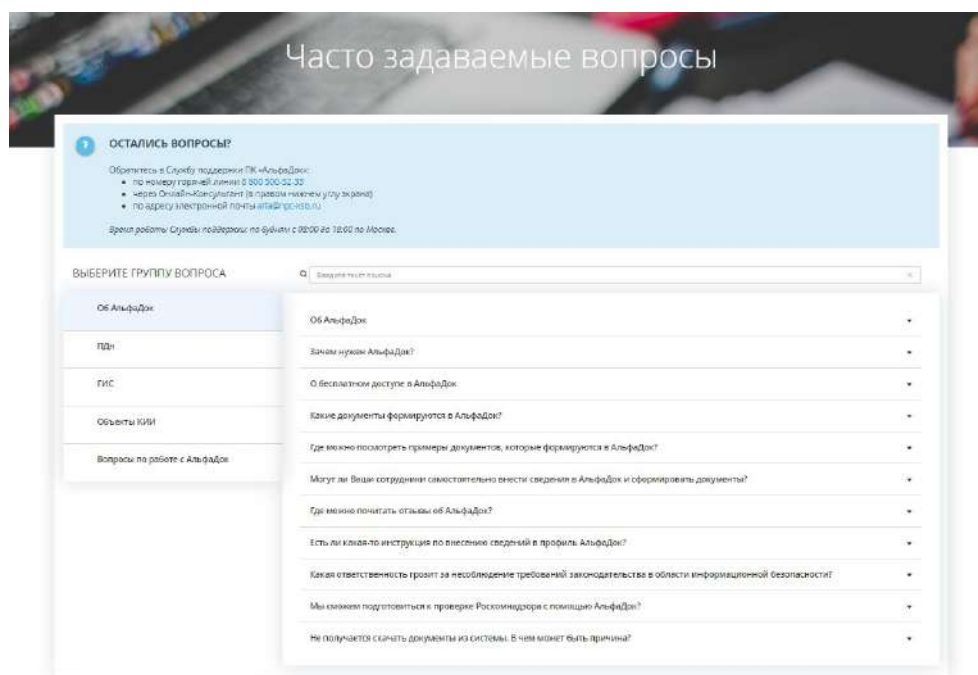 Часто задаваемые вопросы
ОСТАЛИСЬ ВОПРОСЫ?
Обратитесь в Службу поддержки ПК «АльфаДок»:
по номеру горячей линии 8 800 500-52-33
через Онлайн-Консультант (в правом нижнем углу экрана)
по адресу электронной почты
Время работы Службы поддержки: по будням с 08:00 до 18:00 по Москве.
ВЫБЕРИТЕ ГРУППУ ВОПРОСА
Введите текст поиска
Об АльфаДок
ПДн
ГИС
Объекты КИИ
Вопросы по работе с АльфаДок
Об АльфаДок
Зачем нужен АльфаДок?
О бесплатном доступе в АльфаДок
Какие документы формируются в АльфаДок?
Где можно посмотреть примеры документов, которые формируются в АльфаДок?
Могут ли Ваши сотрудники самостоятельно внести сведения в АльфаДок и сформировать документы?
Где можно почитать отзывы об АльфаДок?
Есть ли какая-то инструкция по внесению сведений в профиль АльфаДок?
Какая ответственность грозит за несоблюдение требований законодательства в области информационной безопасности?
Мы сможем подготовиться к проверке Роскомнадзора с помощью АльфаДок?
Не получается скачать документы из системы. В чем может быть причина?